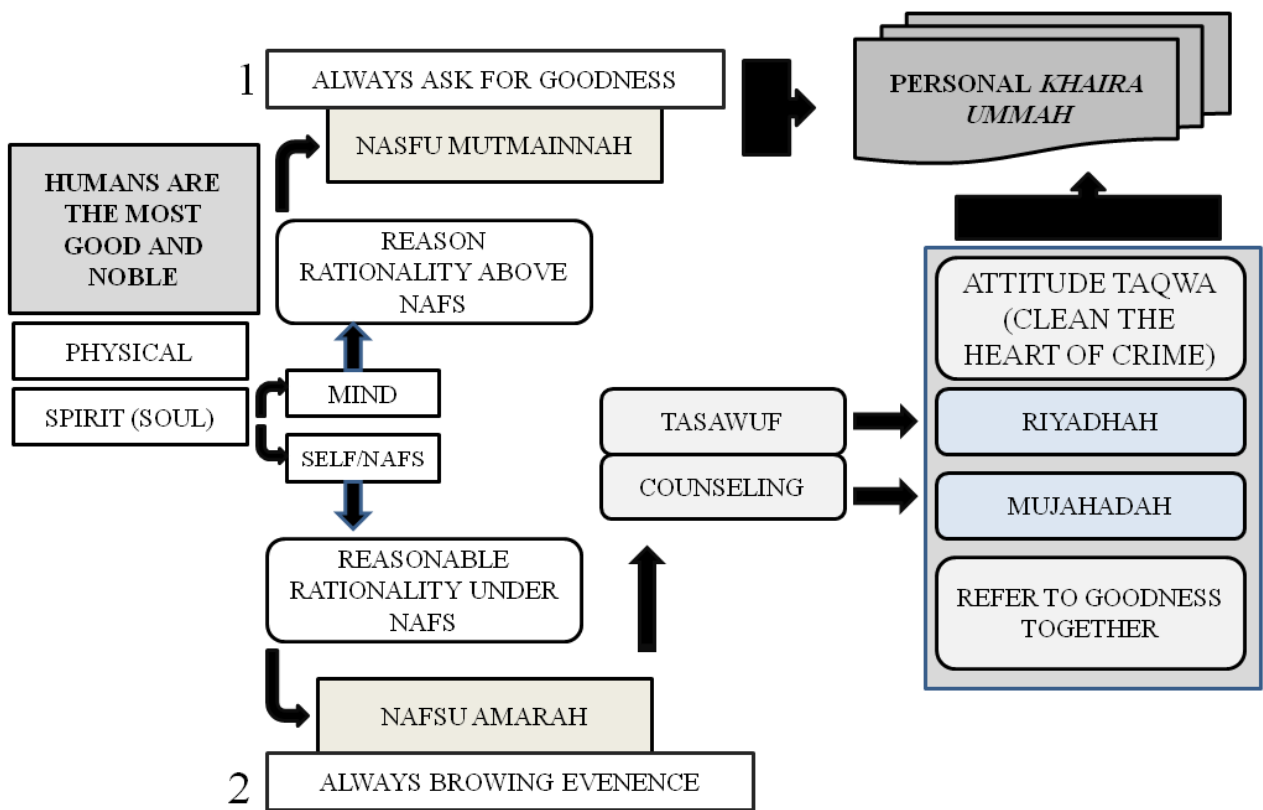 1
ALWAYS ASK FOR GOODNESS
NASFU MUTMAINNAH
PERSONAL KHAIRA
UMMAH
HUMANS ARE
THE MOST
GOOD AND
NOBLE
PHYSICAL
SPIRIT (SOUL)
REASON
RATIONALITY ABOVE
NAFS
MIND
SELF/NAFS
REASONABLE
RATIONALITY UNDER
NAFS
NAFSU AMARAH
2
ALWAYS BROWING EVENENCE
TASAWUF
COUNSELING
ATTITUDE TAQWA
(CLEAN THE
HEART OF CRIME)
RIYADHAH
MUJAHADAH
REFER TO GOODNESS
TOGETHER